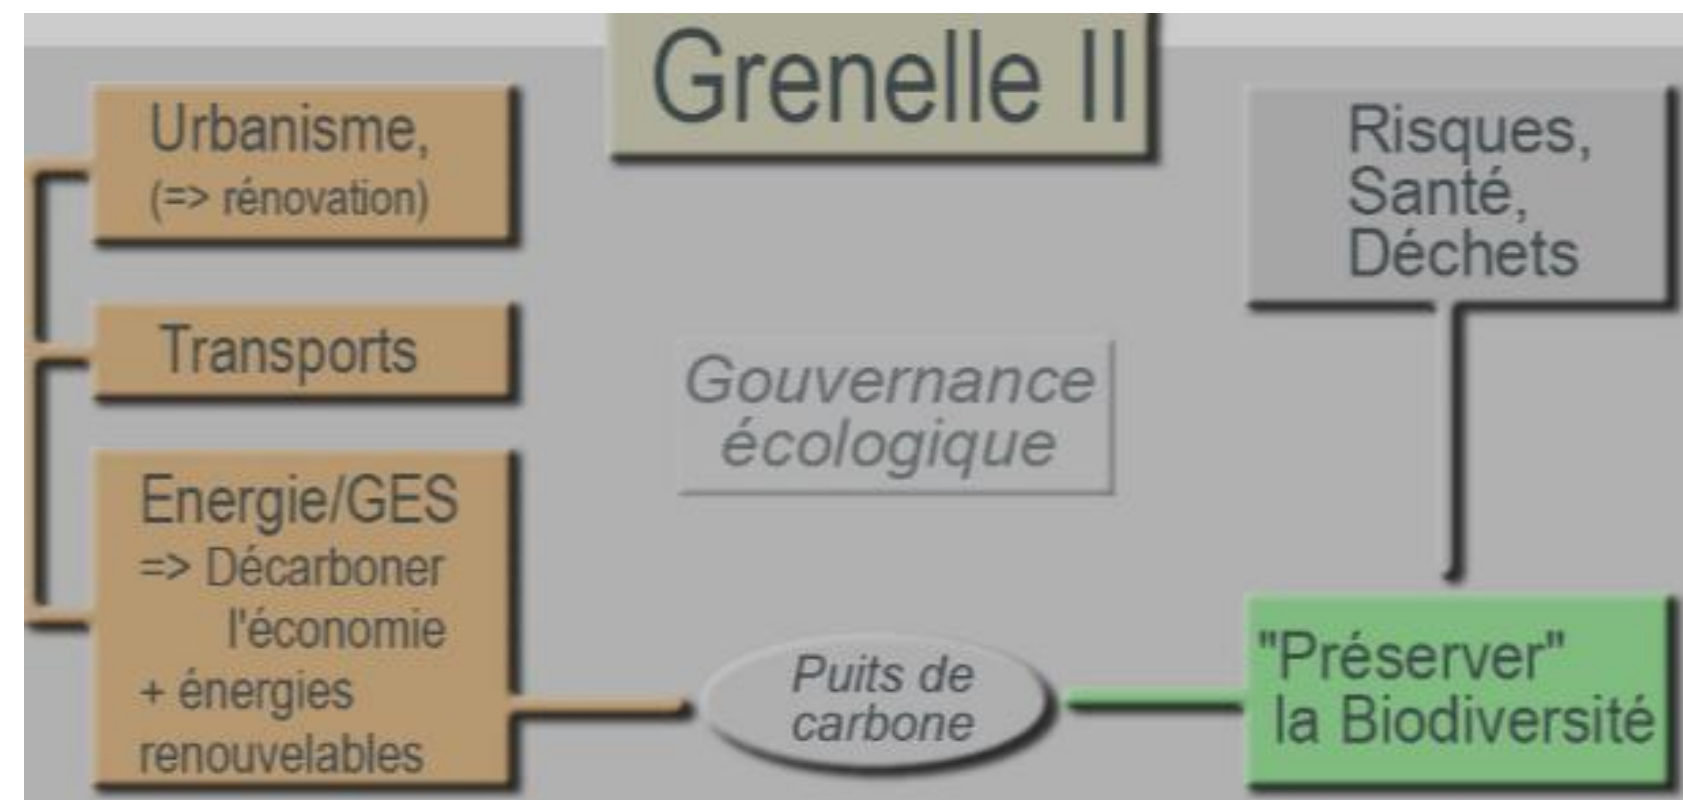 Grenelle II
Urbanisme,
(=> rénovation)
Transports
Energie/GES
=> Décarboner
l'économie
+ énergies
renouvelables
Gouvernance
écologique
Puits de
carbone
Risques,
Santé,
Déchets
"Préserver"
la Biodiversité